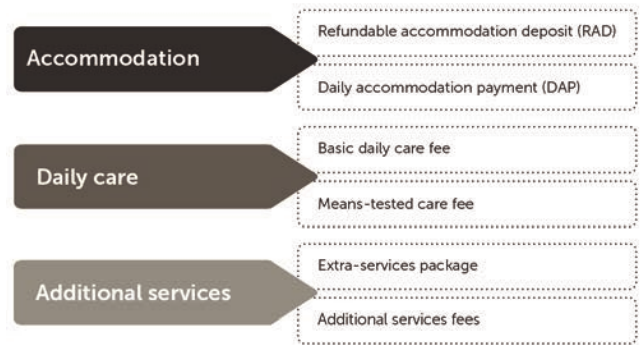 Accommodation
Refundable accommodation deposit (RAD)
Daily accommodation payment (DAP)
Daily care
Basic daily care fee
Means-tested care fee
Additional services
Extra-services package
Additional services fees